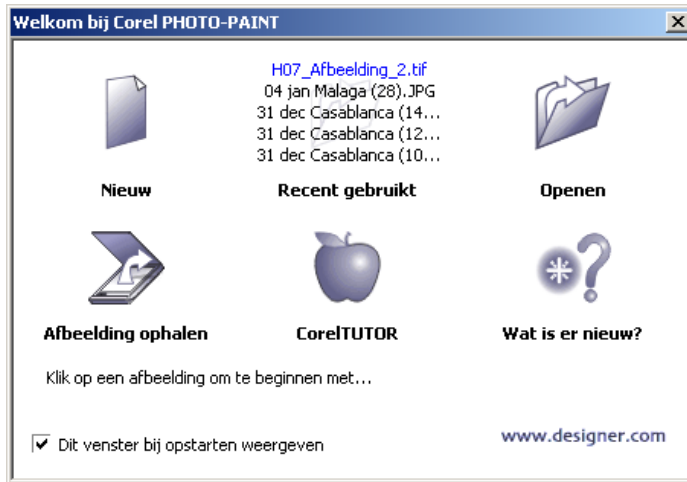 Welkom bij Corel PHOTO-PAINT
H07_Afbeelding_2.tif
04 jan Malaga (28).JPG
31 dec Casablanca (14...
31 dec Casablanca (12...
31 dec Casablanca (10...
Nieuw
Recent gebruikt
Openen
Afbeelding ophalen
CorelTUTOR
Wat is er nieuw?
Klik op een afbeelding om te beginnen met...
Dit venster bij opstarten weergeven
www.designer.com